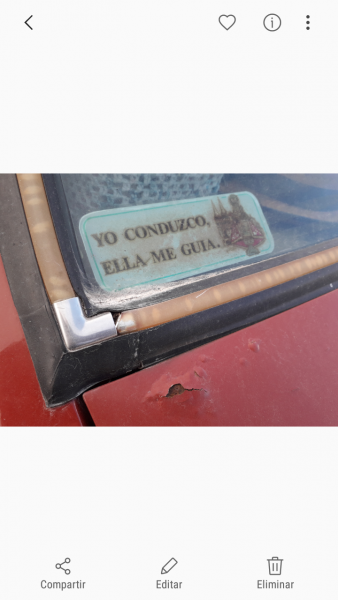 YO CONDUZCO,
ELLA ME GUIA.
Compartir
Editar
Eliminar